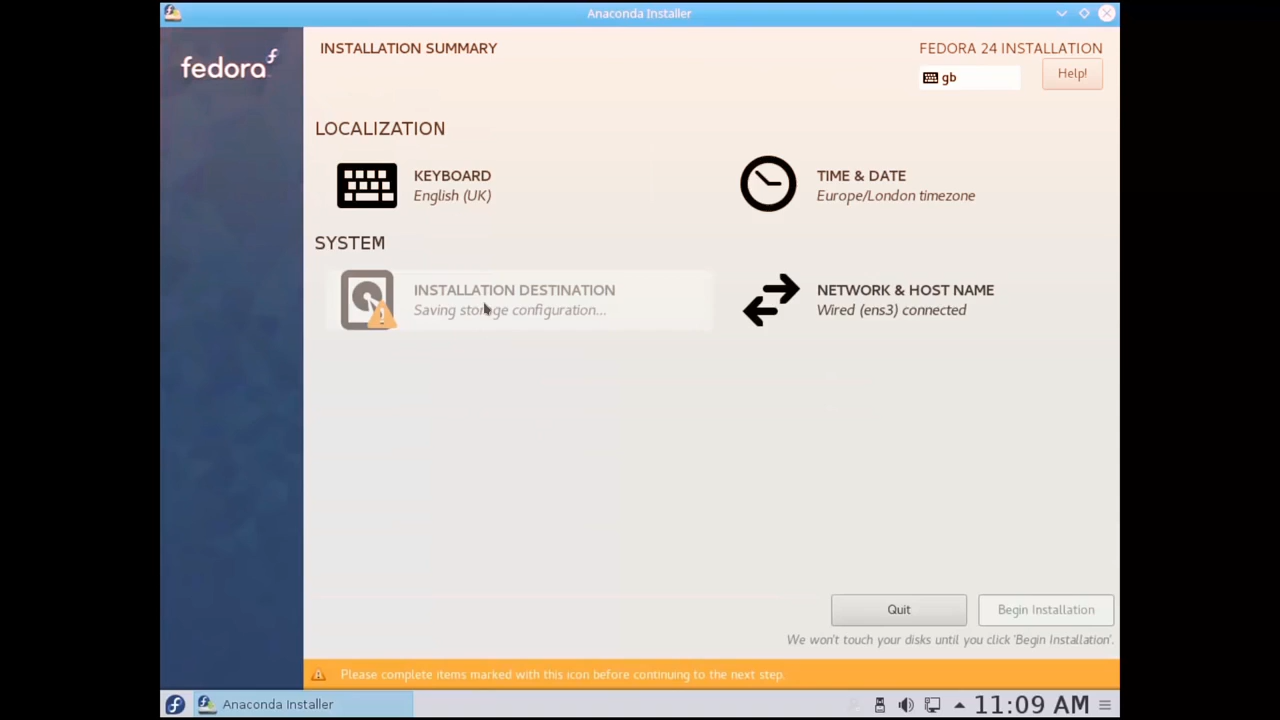 Anaconda Installer
fedora
INSTALLATION SUMMARY
FEDORA 24 INSTALLATION
gb
Help!
LOCALIZATION
KEYBOARD
English (UK)
TIME & DATE
Europe/London timezone
SYSTEM
INSTALLATION DESTINATION
Saving storage configuration...
NETWORK & HOST NAME
Wired (ens3) connected
Quit
Begin Installation
We won't touch your disks until you click 'Begin Installation'.
Please complete items marked with this icon before continuing to the next step.
Anaconda Installer
11:09 AM